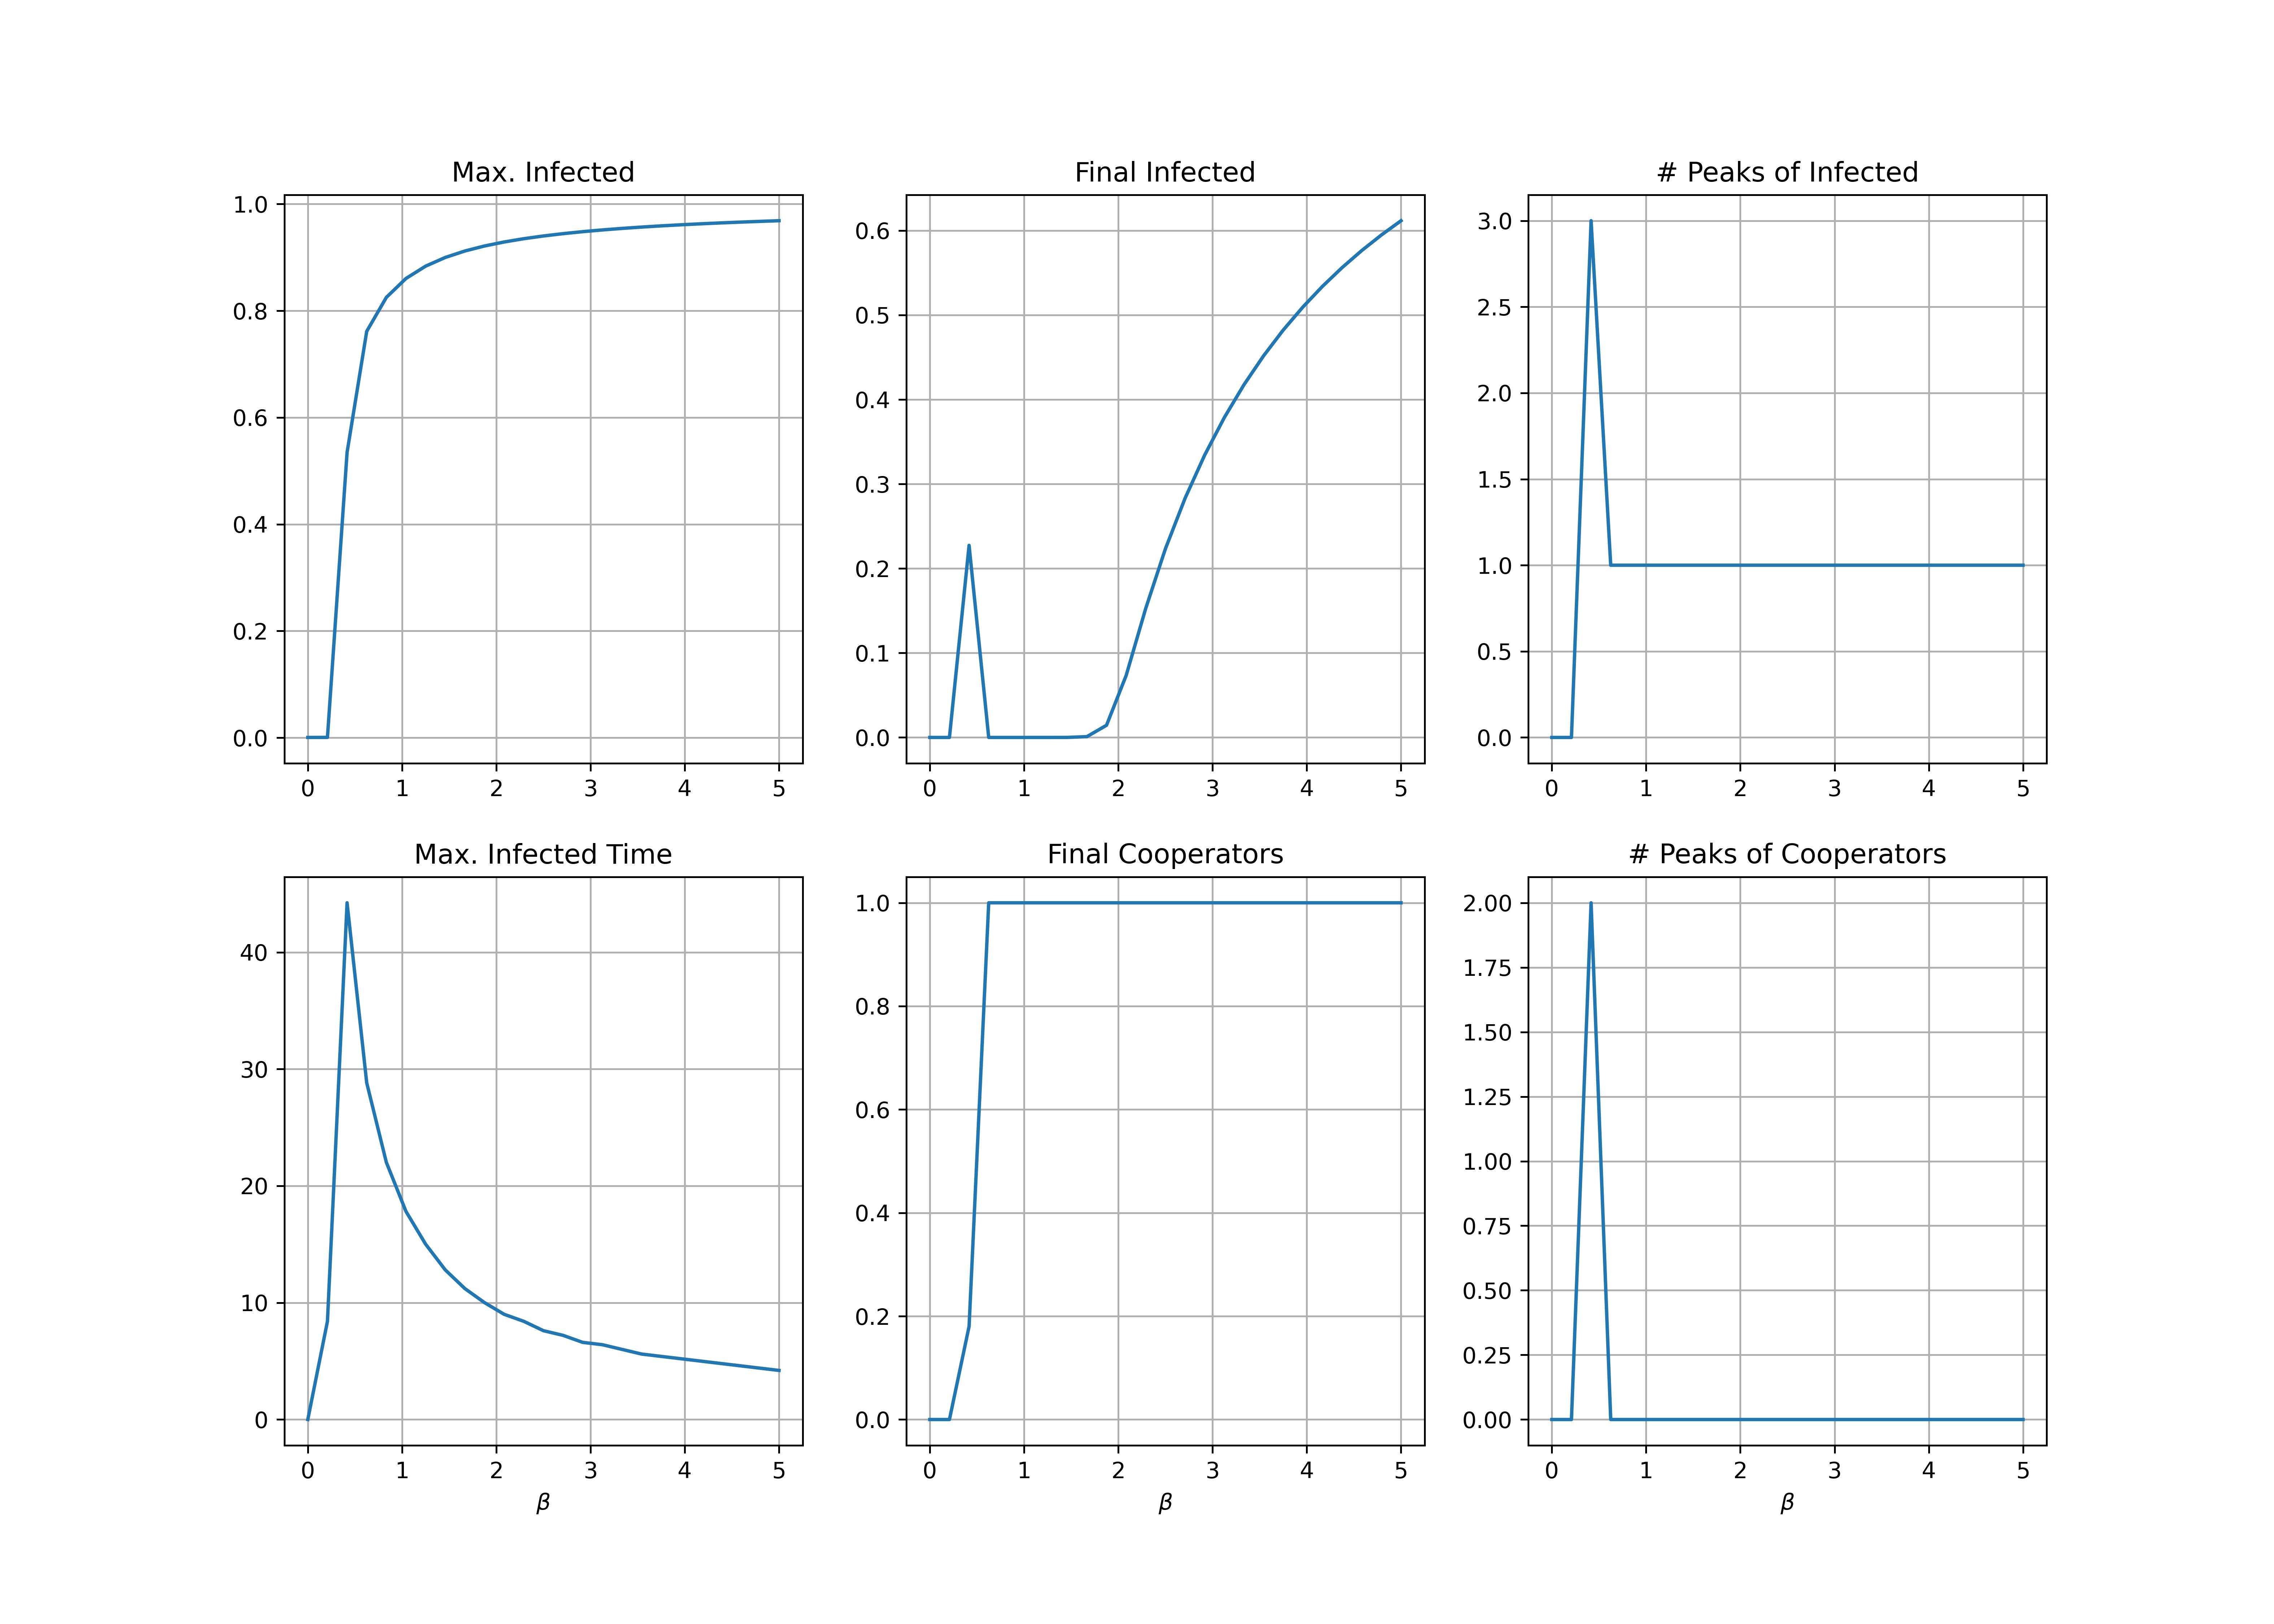 Max. Infected
1.0
0.8
0.6
0.4
0.2
0.0
0 1 2 3 4 5
Final Infected
0.6
0.5
0.4
0.3
0.2
0.1
0.0
0 1 2 3 4 5
# Peaks of Infected
3.0
2.5
2.0
1.5
1.0
0.5
0.0
0 1 2 3 4 5
Max. Infected Time
40
30
20
10
0
0 1 2 3 4 5
β
Final Cooperators
1.0
0.8
0.6
0.4
0.2
0.0
0 1 2 3 4 5
β
# Peaks of Cooperators
2.00
1.75
1.50
1.25
1.00
0.75
0.50
0.25
0.00
0 1 2 3 4 5
β